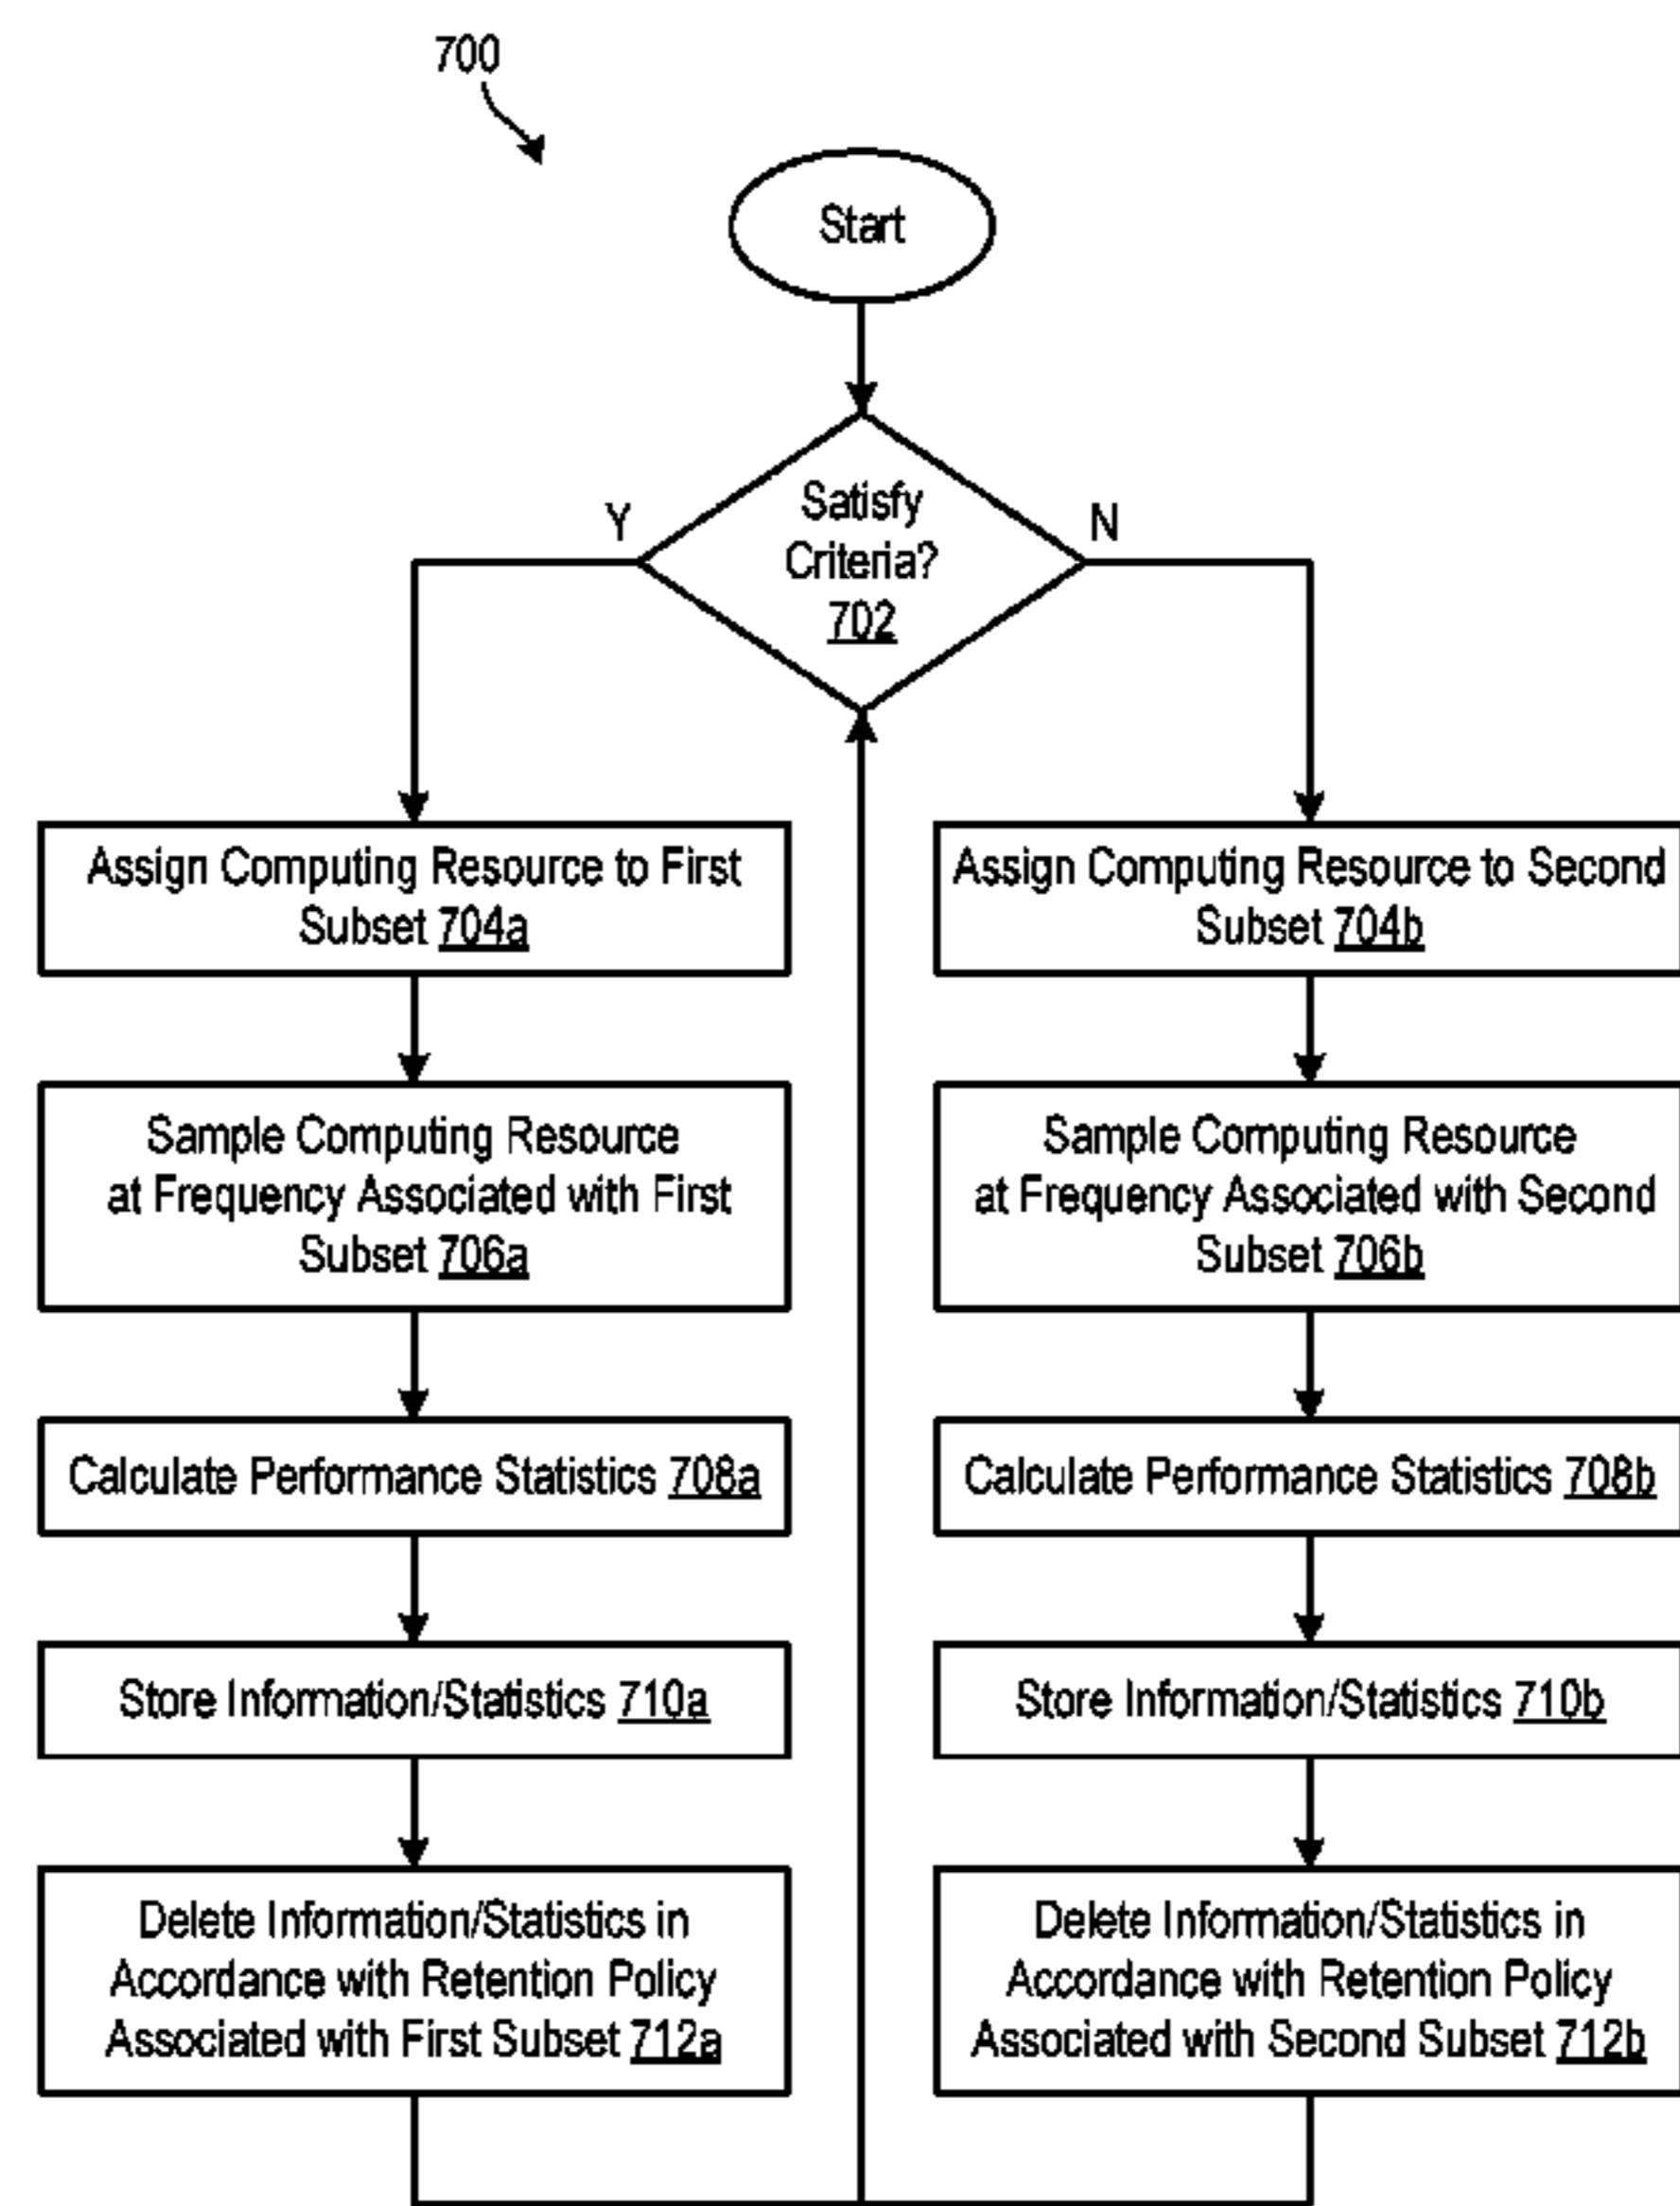 700
Start
Satisfy
Criteria?
702
Y
N
Assign Computing Resource to First
Subset 704a
Sample Computing Resource
at Frequency Associated with First
Subset 706a
Calculate Performance Statistics 708a
Store Information/Statistics 710a
Delete Information/Statistics in
Accordance with Retention Policy
Associated with First Subset 712a
Assign Computing Resource to Second
Subset 704b
Sample Computing Resource
at Frequency Associated with Second
Subset 706b
Calculate Performance Statistics 708b
Store Information/Statistics 710b
Delete Information/Statistics in
Accordance with Retention Policy
Associated with Second Subset 712b